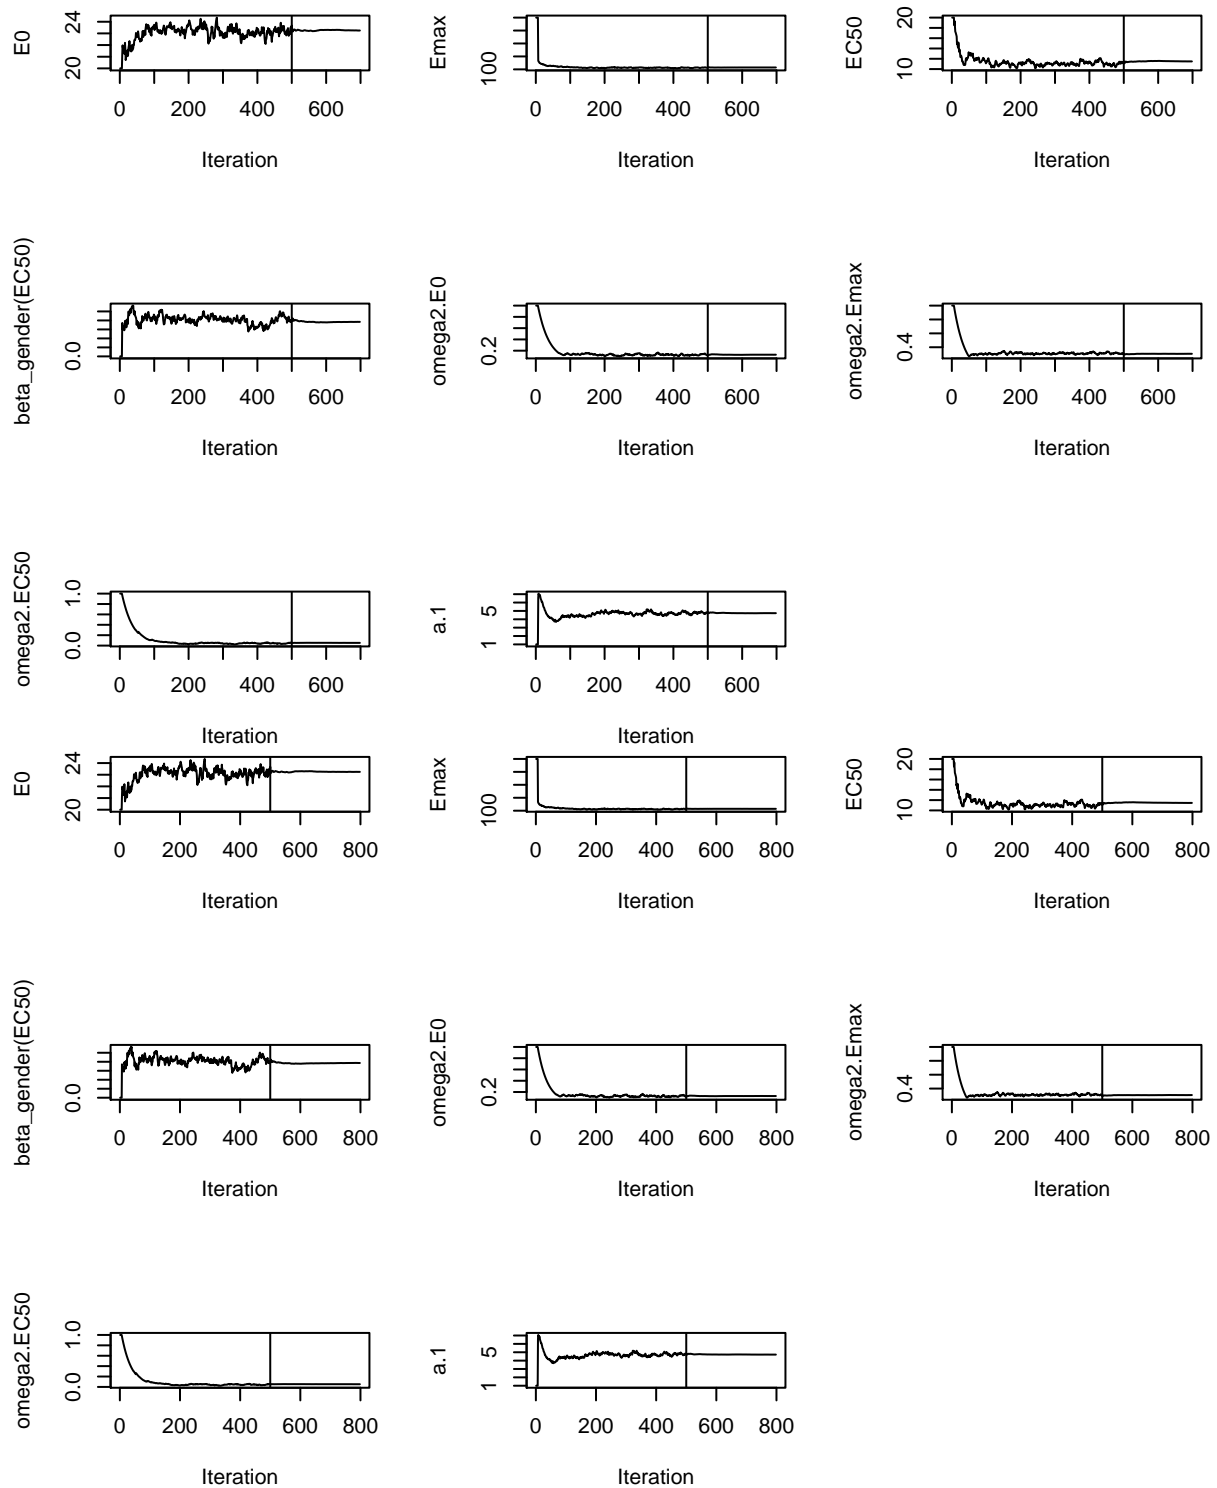 E0
20 24
0 200 400 600
Iteration
Emax
100
0 200 400 600
Iteration
EC50
10 20
0 200 400 600
Iteration
beta_gender(EC50)
0.0
0 200 400 600
Iteration
omega2.E0
0.2
0 200 400 600
Iteration
omega2.Emax
0.4
0 200 400 600
Iteration
omega2.EC50
0.0 1.0
0 200 400 600
Iteration
a.1
1 5
0 200 400 600
Iteration
E0
20 24
0 200 400 600 800
Iteration
Emax
100
0 200 400 600 800
Iteration
EC50
10 20
0 200 400 600 800
Iteration
beta_gender(EC50)
0.0
0 200 400 600 800
Iteration
omega2.E0
0.2
0 200 400 600 800
Iteration
omega2.Emax
0.4
0 200 400 600 800
Iteration
omega2.EC50
0.0 1.0
0 200 400 600 800
Iteration
a.1
1 5
0 200 400 600 800
Iteration